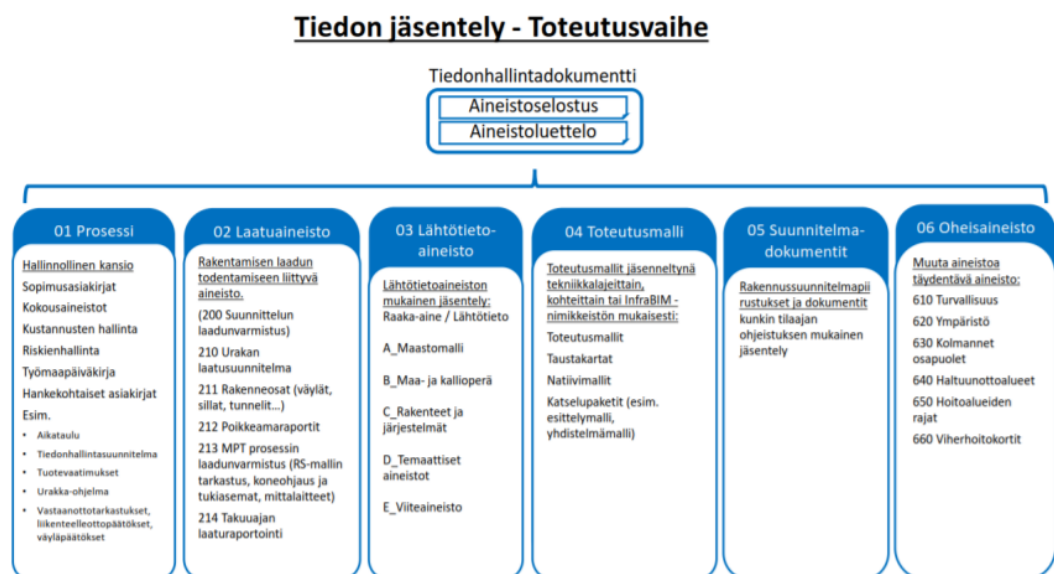 Tiedon jäsentely - Toteutusvaihe
Tiedonhallintadokumentti
Aineistoselostus
Aineistoluettelo
01 Prosessi
Hallinnollinen kansio
Sopimusasiakirjat
Kokousaineistot
Kustannusten hallinta
Riskienhallinta
Työmaapäiväkirja
Hankekohtaiset asiakirjat
Esim.
• Aikataulu
• Tiedonhallintasuunnitelma
• Tuotevaatimukset
• Urakka-ohjelma
• Vastaanottotarkastukset,
liikenteelleottopäätökset,
väyläpäätökset
02 Laatuaineisto
Rakentamisen laadun
todentamiseen liittyvä
aineisto.
(200 Suunnittelun
laadunvarmistus)
210 Urakan
laatusuunnitelma
211 Rakenneosat (väylät,
sillat, tunnelit…)
212 Poikkeamaraportit
213 MPT prosessin
laadunvarmistus (RS-mallin
tarkastus, koneohjaus ja
tukiasemat, mittalaitteet)
214 Takuuajan
laaturaportointi
03 Lähtötieto-
aineisto
Lähtötietoaineiston
mukainen jäsentely:
Raaka-aine / Lähtötieto
A_Maastomalli
B_Maa- ja kallioperä
C_Rakenteet ja
järjestelmät
D_Temaattiset
aineistot
E_Viiteaineisto
04 Toteutusmalli
Toteutusmallit jäsenneltynä
tekniikkalajeittain,
kohteittain tai InfraBIM -
nimikkeistön mukaisesti:
Toteutusmallit
Taustakartat
Natiivimallit
Katselupaketit (esim.
esittelymalli,
yhdistelmämalli)
05 Suunnitelma-
dokumentit
Rakennussuunnitelmapii
rustukset ja dokumentit
kunkin tilaajan
ohjeistuksen mukainen
jäsentely
06 Oheisaineisto
Muuta aineistoa
täydentävä aineisto:
610 Turvallisuus
620 Ympäristö
630 Kolmannet
osapuolet
640 Haltuunottoalueet
650 Hoitoalueiden
rajat
660 Viherhoitokortit